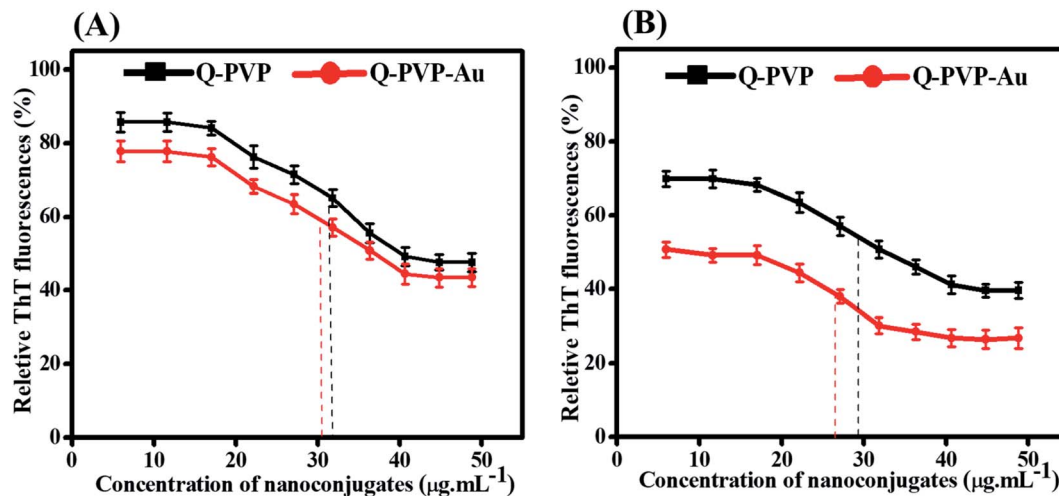 (A)
Q-PVP
Q-PVP-Au
Reletive ThT fluorescences (%)
100
80
60
40
20
0
0 10 20 30 40 50
Concentration of nanoconjugates (μg.mL⁻¹)
(B)
Q-PVP
Q-PVP-Au
Reletive ThT fluorescences (%)
100
80
60
40
20
0
0 10 20 30 40 50
Concentration of nanoconjugates (μg.mL⁻¹)